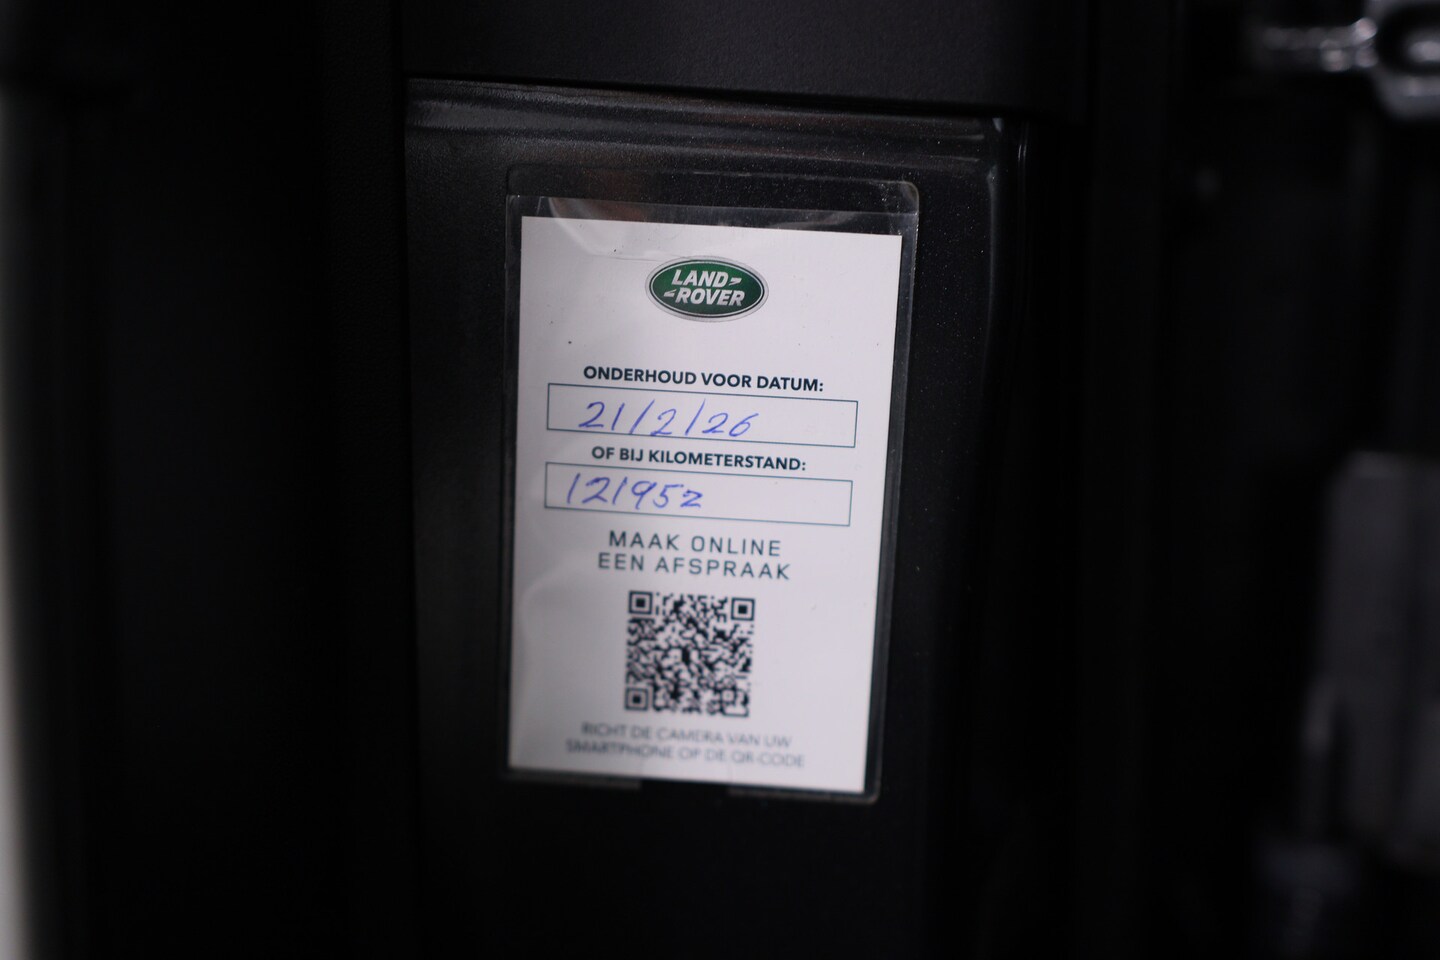 LAND
ROVER
ONDERHOUD VOOR DATUM:
21/2/26
OF BIJ KILOMETERSTAND:
121952
MAAK ONLINE
EEN AFSPRAAK
RICHT DE CAMERA VAN UW
SMARTPHONE OP DE QR-CODE